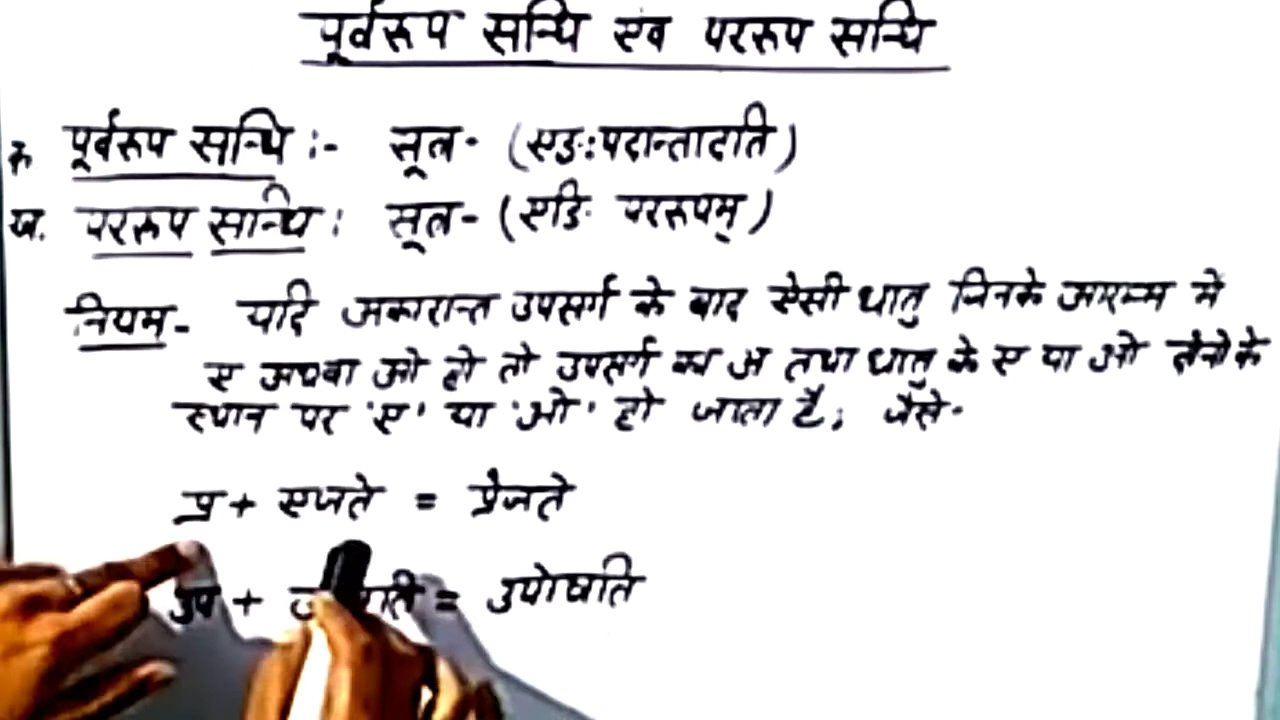 पूर्वरूप सन्धि एंव पररूप सन्धि
क पूर्वरूप सन्धि :- सूत्र- (एङ:पदान्तादति)
ख. पररूप सन्धि : सूत्र- (एङि पररूपम्)
नियम- यदि अकारान्त उपसर्ग के बाद ऐसी धातु जिनके आरम्भ में
ए अथवा ओ हो तो उपसर्ग का अ तथा धातु के ए या ओ दोनो के
स्थान पर 'ए' या 'ओ' हो जाता है, जैसे-
प्र + एजते = प्रेजते
उप + = उपोषति